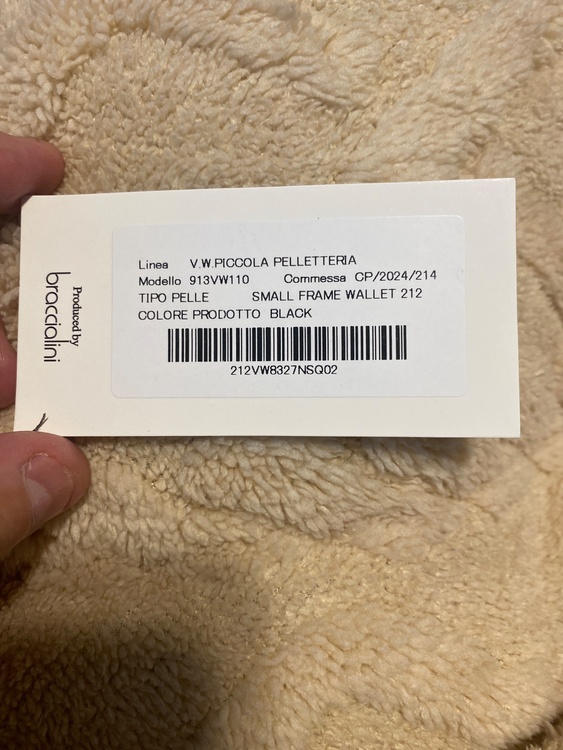 Produced by
braccialini
Linea V.W.PICCOLA PELLETTERIA
Modello 913VW110 Commessa CP/2024/214
TIPO PELLE SMALL FRAME WALLET 212
COLORE PRODOTTO BLACK
212VW8327NSQ02